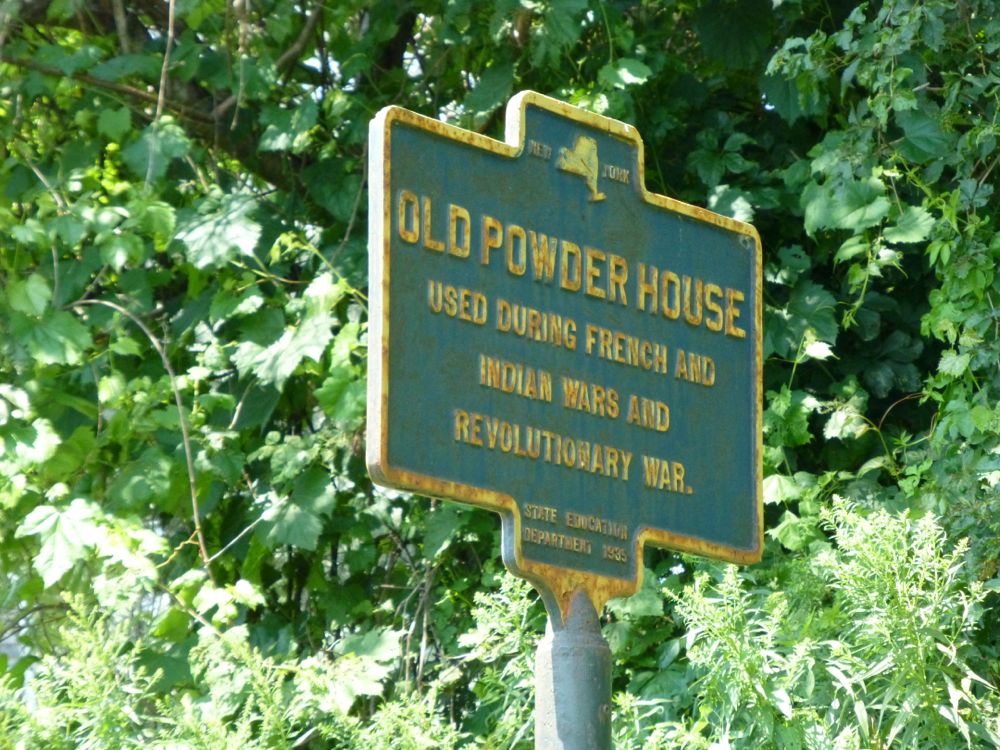 NEW YORK
OLD POWDER HOUSE
USED DURING FRENCH AND
INDIAN WARS AND
REVOLUTIONARY WAR.
STATE EDUCATION
DEPARTMENT 1935